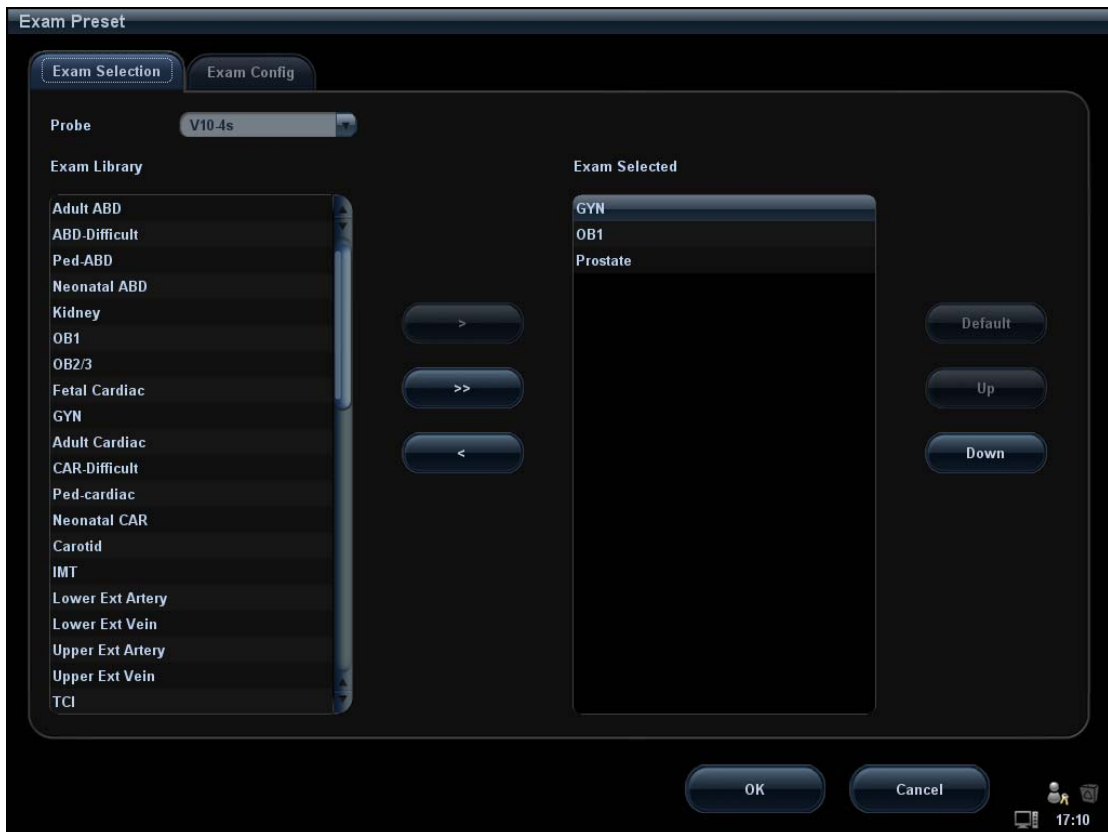 Exam Preset
Exam Selection
Exam Config
Probe
V10-4s
Exam Library
Exam Selected
Adult ABD
ABD-Difficult
Ped-ABD
Neonatal ABD
Kidney
OB1
OB2/3
Fetal Cardiac
GYN
Adult Cardiac
CAR-Difficult
Ped-cardiac
Neonatal CAR
Carotid
IMT
Lower Ext Artery
Lower Ext Vein
Upper Ext Artery
Upper Ext Vein
TCI
>
>>
<
GYN
OB1
Prostate
Default
Up
Down
OK
Cancel
17:10